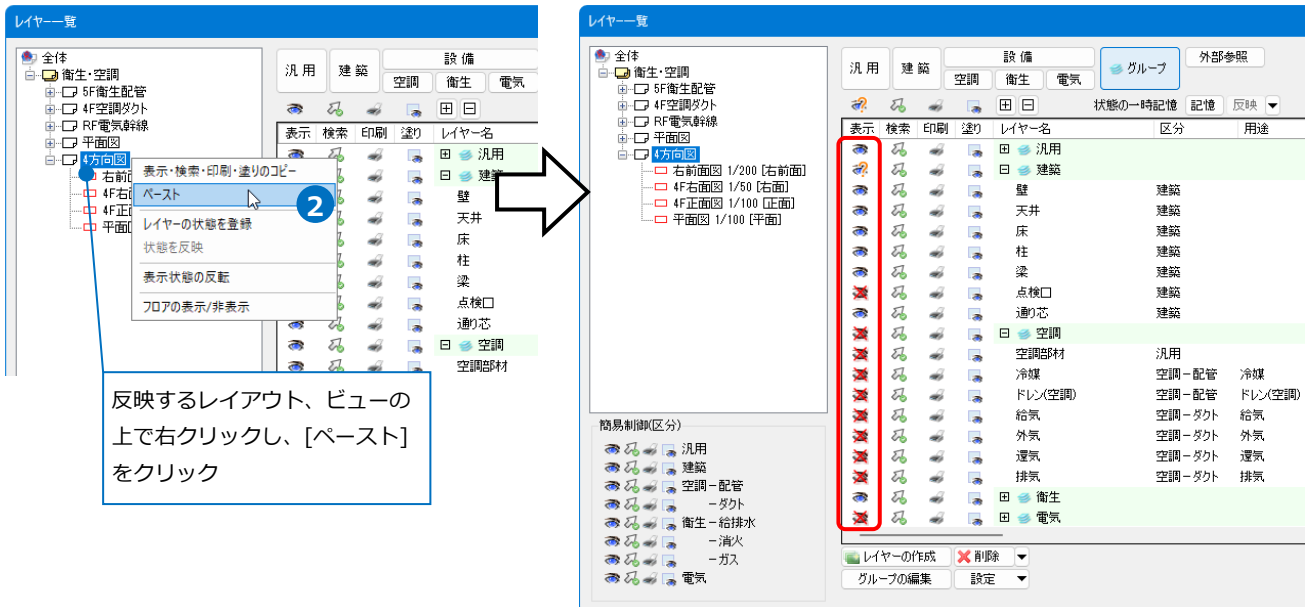 レイヤー一覧
全体
衛生・空調
5F衛生配管
4F空調ダクト
RF電気幹線
平面図
4方向図
右前
4F右
4F正
平面
表示・検索・印刷・塗りのコピー
ペースト
レイヤーの状態を登録
状態を反映
表示状態の反転
フロアの表示/非表示
2
汎用
建築
設備
空調
衛生
電気
表示 検索 印刷 塗り レイヤー名
汎用
建築
壁
天井
床
柱
梁
点検口
通り芯
空調
空調部材
反映するレイアウト、ビューの
上で右クリックし、[ペースト]
をクリック
レイヤー一覧
全体
衛生・空調
5F衛生配管
4F空調ダクト
RF電気幹線
平面図
4方向図
右前面図 1/200 [右前面]
4F右面図 1/50 [右面]
4F正面図 1/100 [正面]
平面図 1/100 [平面]
簡易制御(区分)
汎用
建築
空調－配管
－ダクト
衛生－給排水
－消火
－ガス
電気
汎用
建築
設備
空調
衛生
電気
グループ
外部参照
状態の一時記憶 記憶 反映
表示 検索 印刷 塗り レイヤー名 区分 用途
汎用
建築
壁 建築
天井 建築
床 建築
柱 建築
梁 建築
点検口 建築
通り芯 建築
空調
空調部材 汎用
冷媒 空調－配管 冷媒
ドレン(空調) 空調－配管 ドレン(空調)
給気 空調－ダクト 給気
外気 空調－ダクト 外気
還気 空調－ダクト 還気
排気 空調－ダクト 排気
衛生
電気
レイヤーの作成 削除
グループの編集 設定